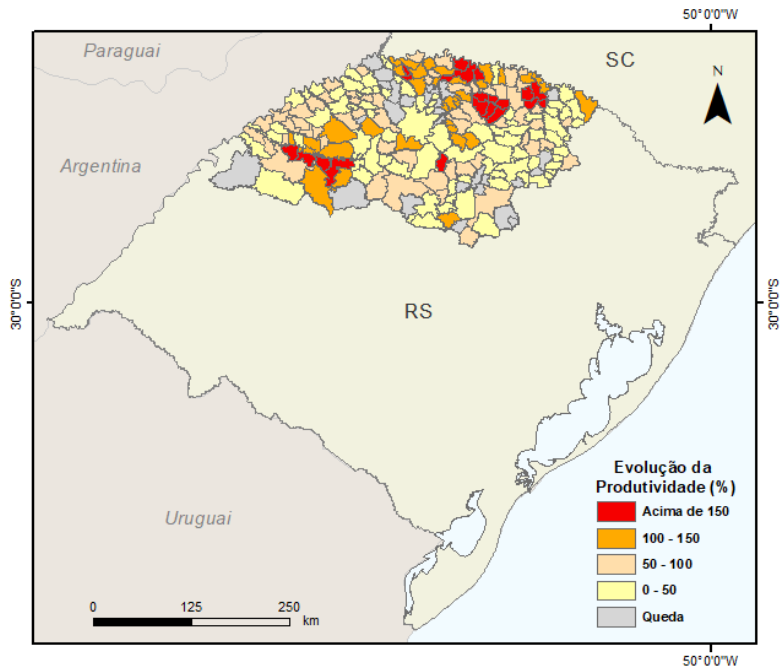 50°0'0"W
Paraguai
SC
N
Argentina
30°0'0"S
30°0'0"S
RS
Uruguai
Evolução da
Produtividade (%)
Acima de 150
100 - 150
50 - 100
0 - 50
Queda
0 125 250
km
50°0'0"W